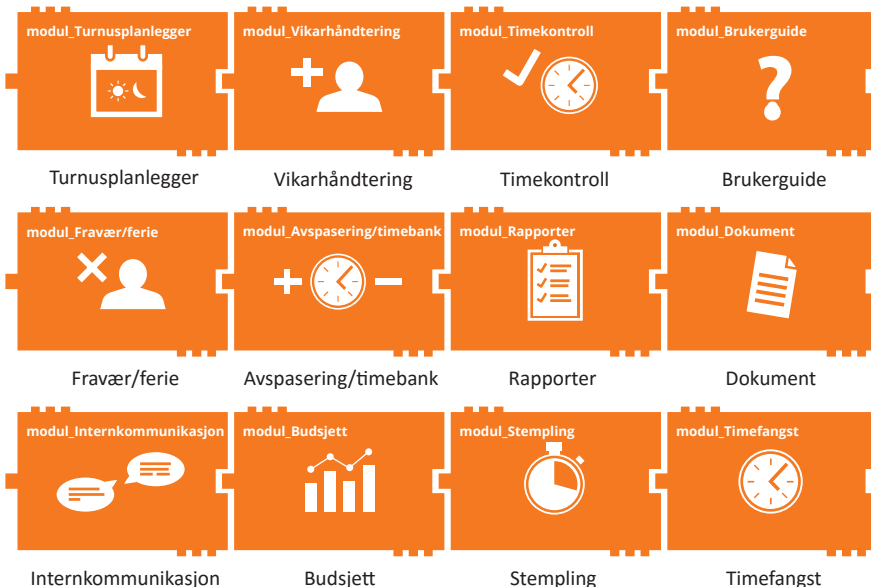 modul_Turnusplanlegger
modul_Vikarhåndtering
modul_Timekontroll
modul_Brukerguide
Turnusplanlegger
Vikarhåndtering
Timekontroll
Brukerguide
modul_Fravær/ferie
modul_Avspasering/timebank
modul_Rapporter
modul_Dokument
Fravær/ferie
Avspasering/timebank
Rapporter
Dokument
modul_Internkommunikasjon
modul_Budsjett
modul_Stempling
modul_Timefangst
Internkommunikasjon
Budsjett
Stempling
Timefangst